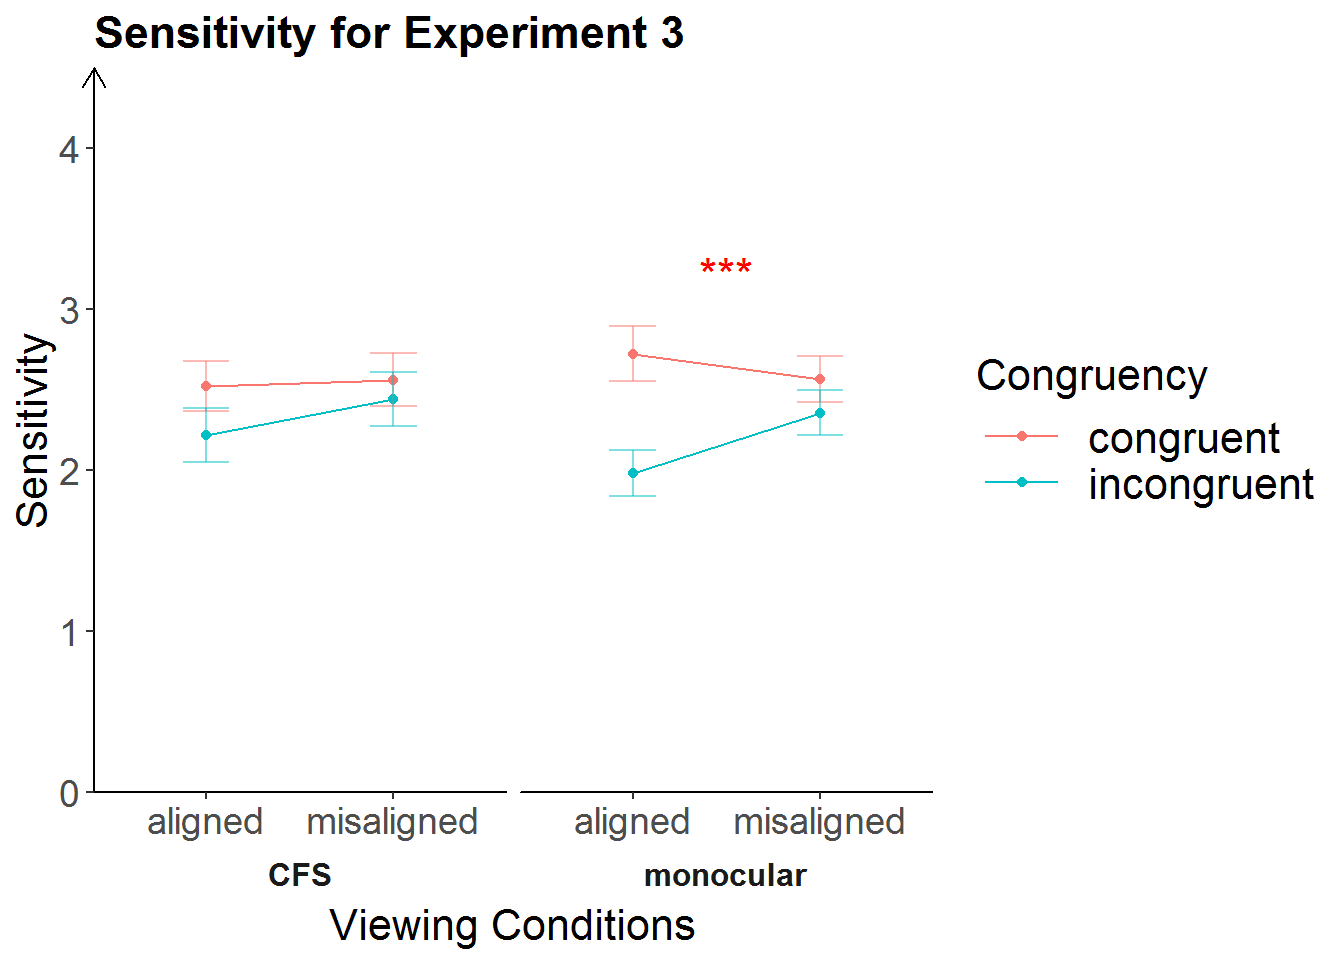 Sensitivity for Experiment 3
Sensitivity
4
3
2
1
0
***
aligned misaligned aligned misaligned
CFS monocular
Viewing Conditions
Congruency
congruent
incongruent